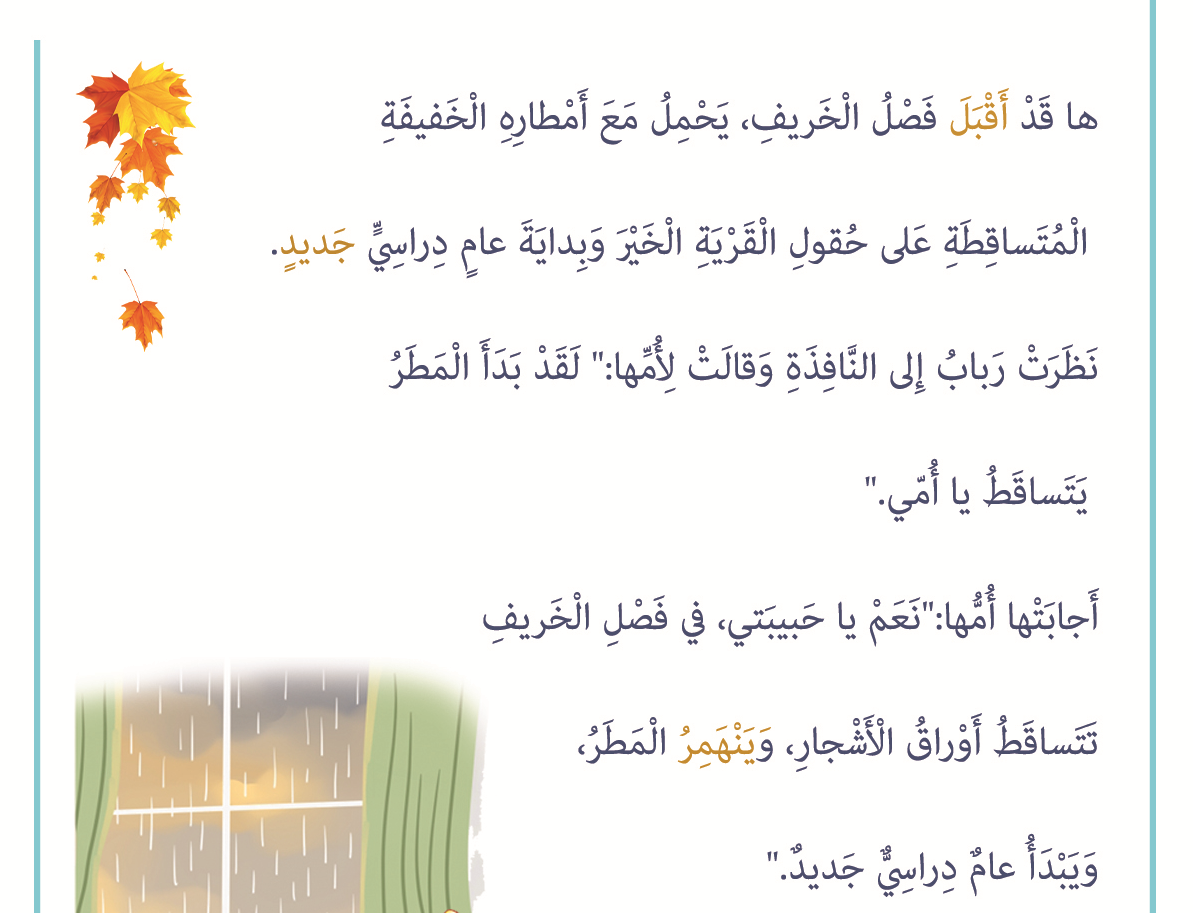 ها قَدْ أَقْبَلَ فَصْلُ الْخَريفِ، يَحْمِلُ مَعَ أَمْطارِهِ الْخَفيفَةِ
الْمُتَساقِطَةِ عَلى حُقولِ الْقَرْيَةِ الْخَيْرَ وَبِدايَةَ عامٍ دِراسِيٍّ جَديدٍ.
نَظَرَتْ رَبابُ إِلى النَّافِذَةِ وَقالَتْ لِأُمِّها:" لَقَدْ بَدَأَ الْمَطَرُ
يَتَساقَطُ يا أُمّي."
أَجابَتْها أُمُّها:"نَعَمْ يا حَبيبَتي، في فَصْلِ الْخَريفِ
تَتَساقَطُ أَوْراقُ الْأَشْجارِ، وَيَنْهَمِرُ الْمَطَرُ،
وَيَبْدَأُ عامٌ دِراسِيٌّ جَديدٌ."